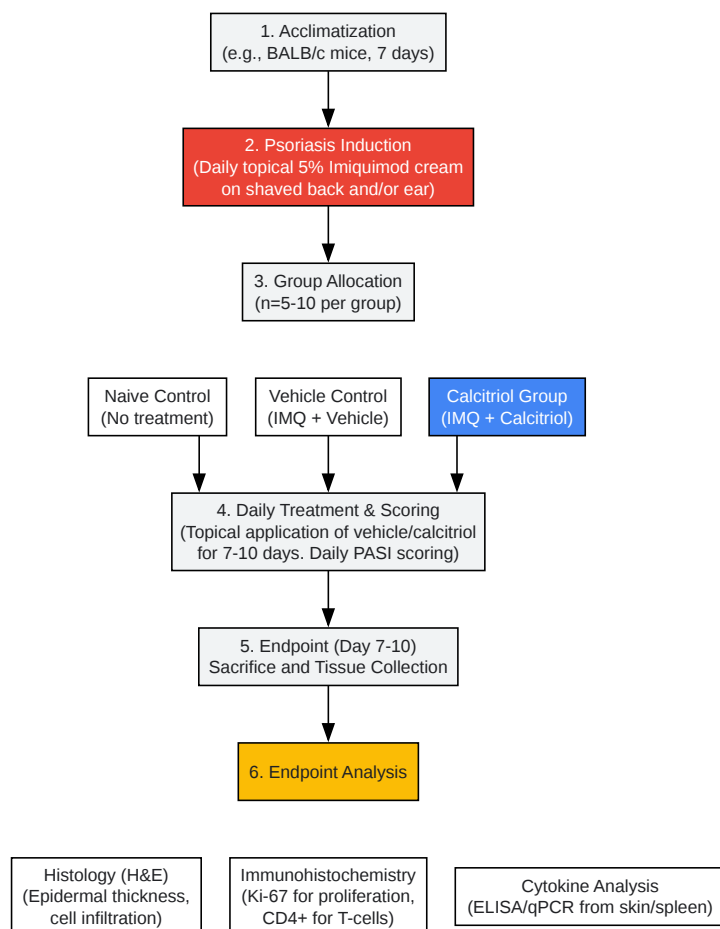 1. Acclimatization
(e.g., BALB/c mice, 7 days)
2. Psoriasis Induction
(Daily topical 5% Imiquimod cream
on shaved back and/or ear)
3. Group Allocation
(n=5-10 per group)
Naive Control
(No treatment)
Vehicle Control
(IMQ + Vehicle)
Calcitriol Group
(IMQ + Calcitriol)
4. Daily Treatment & Scoring
(Topical application of vehicle/calcitriol
for 7-10 days. Daily PASI scoring)
5. Endpoint (Day 7-10)
Sacrifice and Tissue Collection
6. Endpoint Analysis
Histology (H&E)
(Epidermal thickness,
cell infiltration)
Immunohistochemistry
(Ki-67 for proliferation,
CD4+ for T-cells)
Cytokine Analysis
(ELISA/qPCR from skin/spleen)